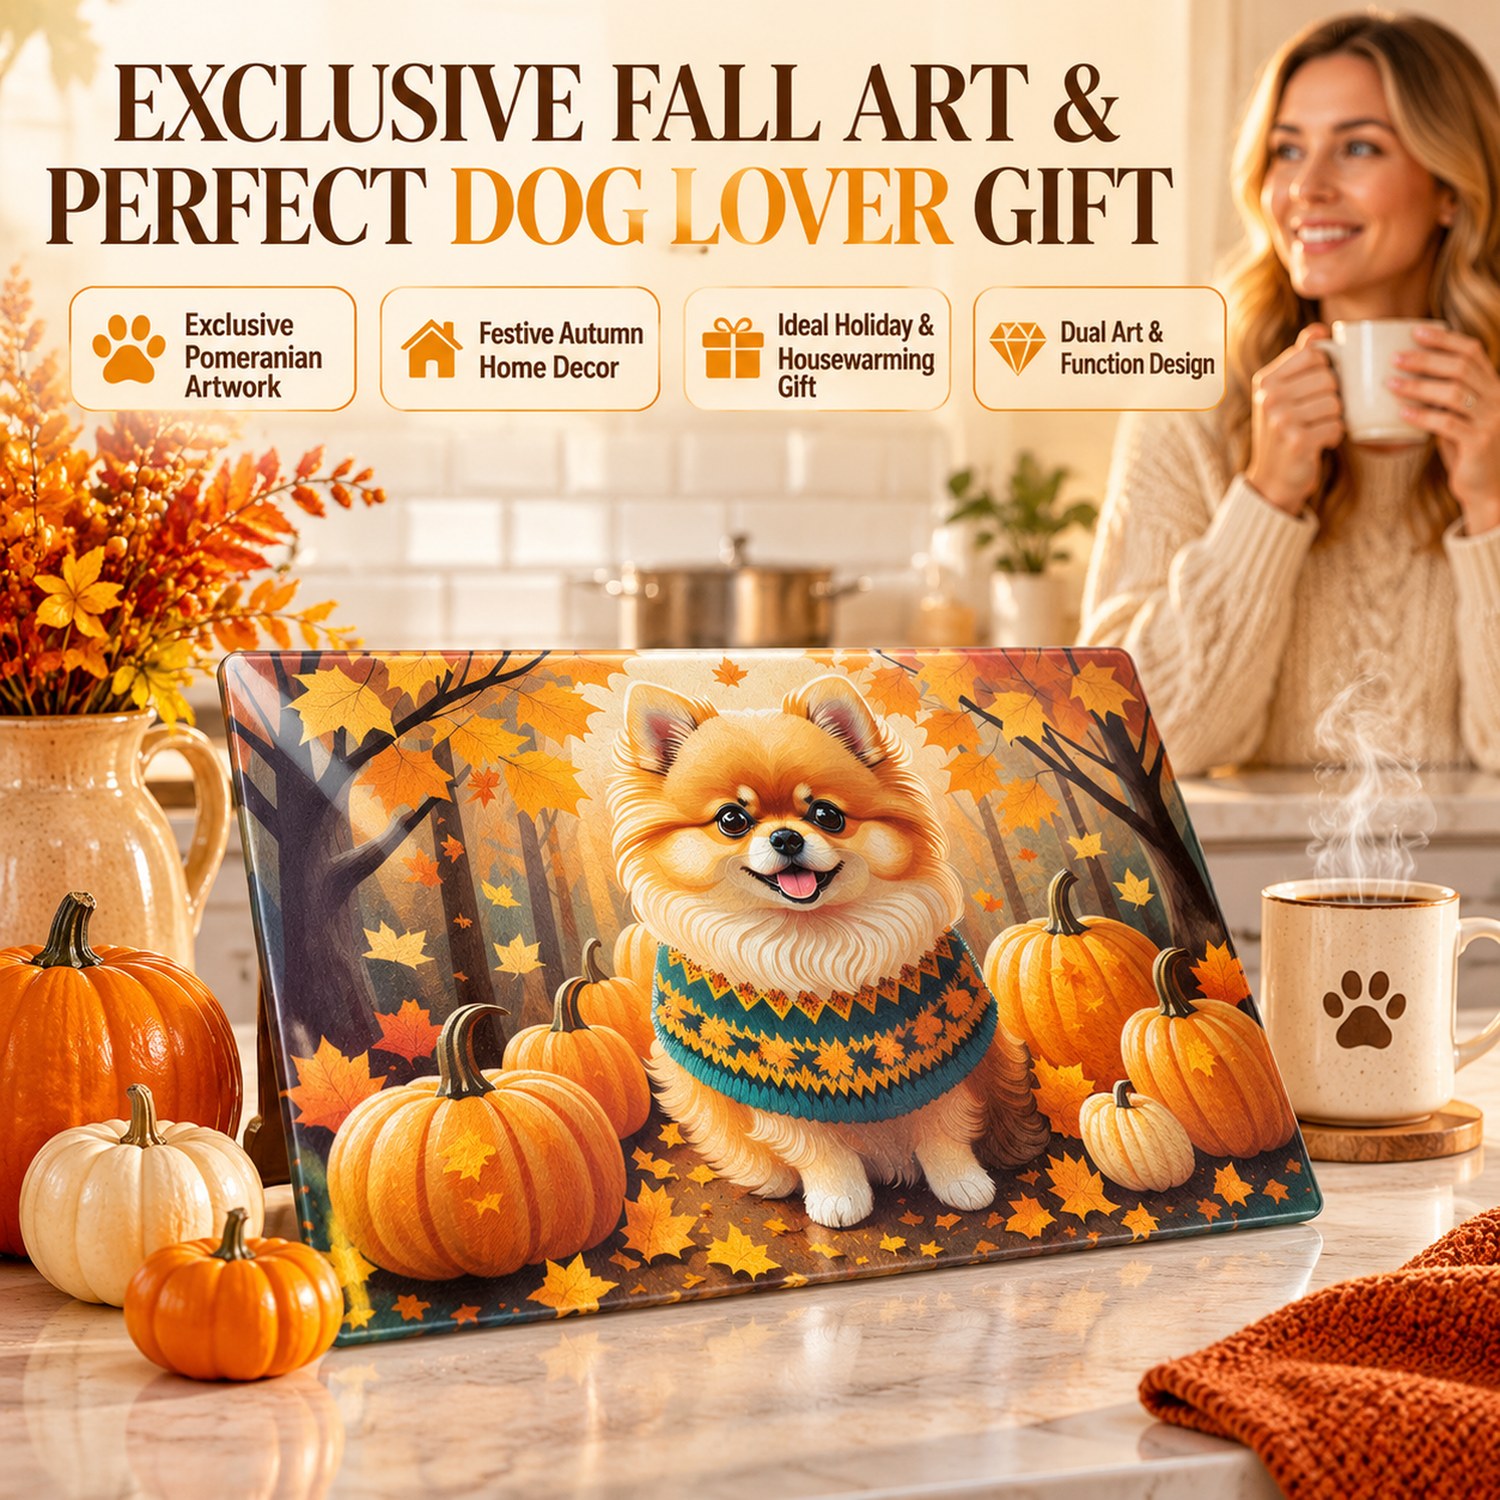 EXCLUSIVE FALL ART &
PERFECT DOG LOVER GIFT
Exclusive
Pomeranian
Artwork
Festive Autumn
Home Decor
Ideal Holiday &
Housewarming
Gift
Dual Art &
Function Design